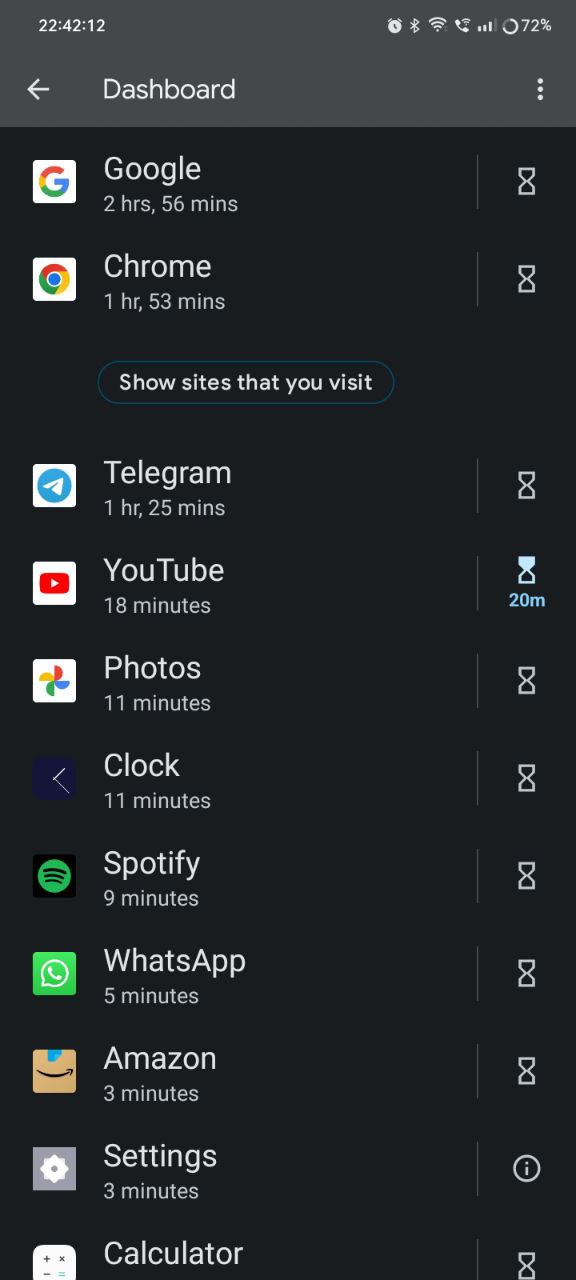 22:42:12
72%
Dashboard
Google
2 hrs, 56 mins
Chrome
1 hr, 53 mins
Show sites that you visit
Telegram
1 hr, 25 mins
YouTube
18 minutes
20m
Photos
11 minutes
Clock
11 minutes
Spotify
9 minutes
WhatsApp
5 minutes
Amazon
3 minutes
Settings
3 minutes
Calculator